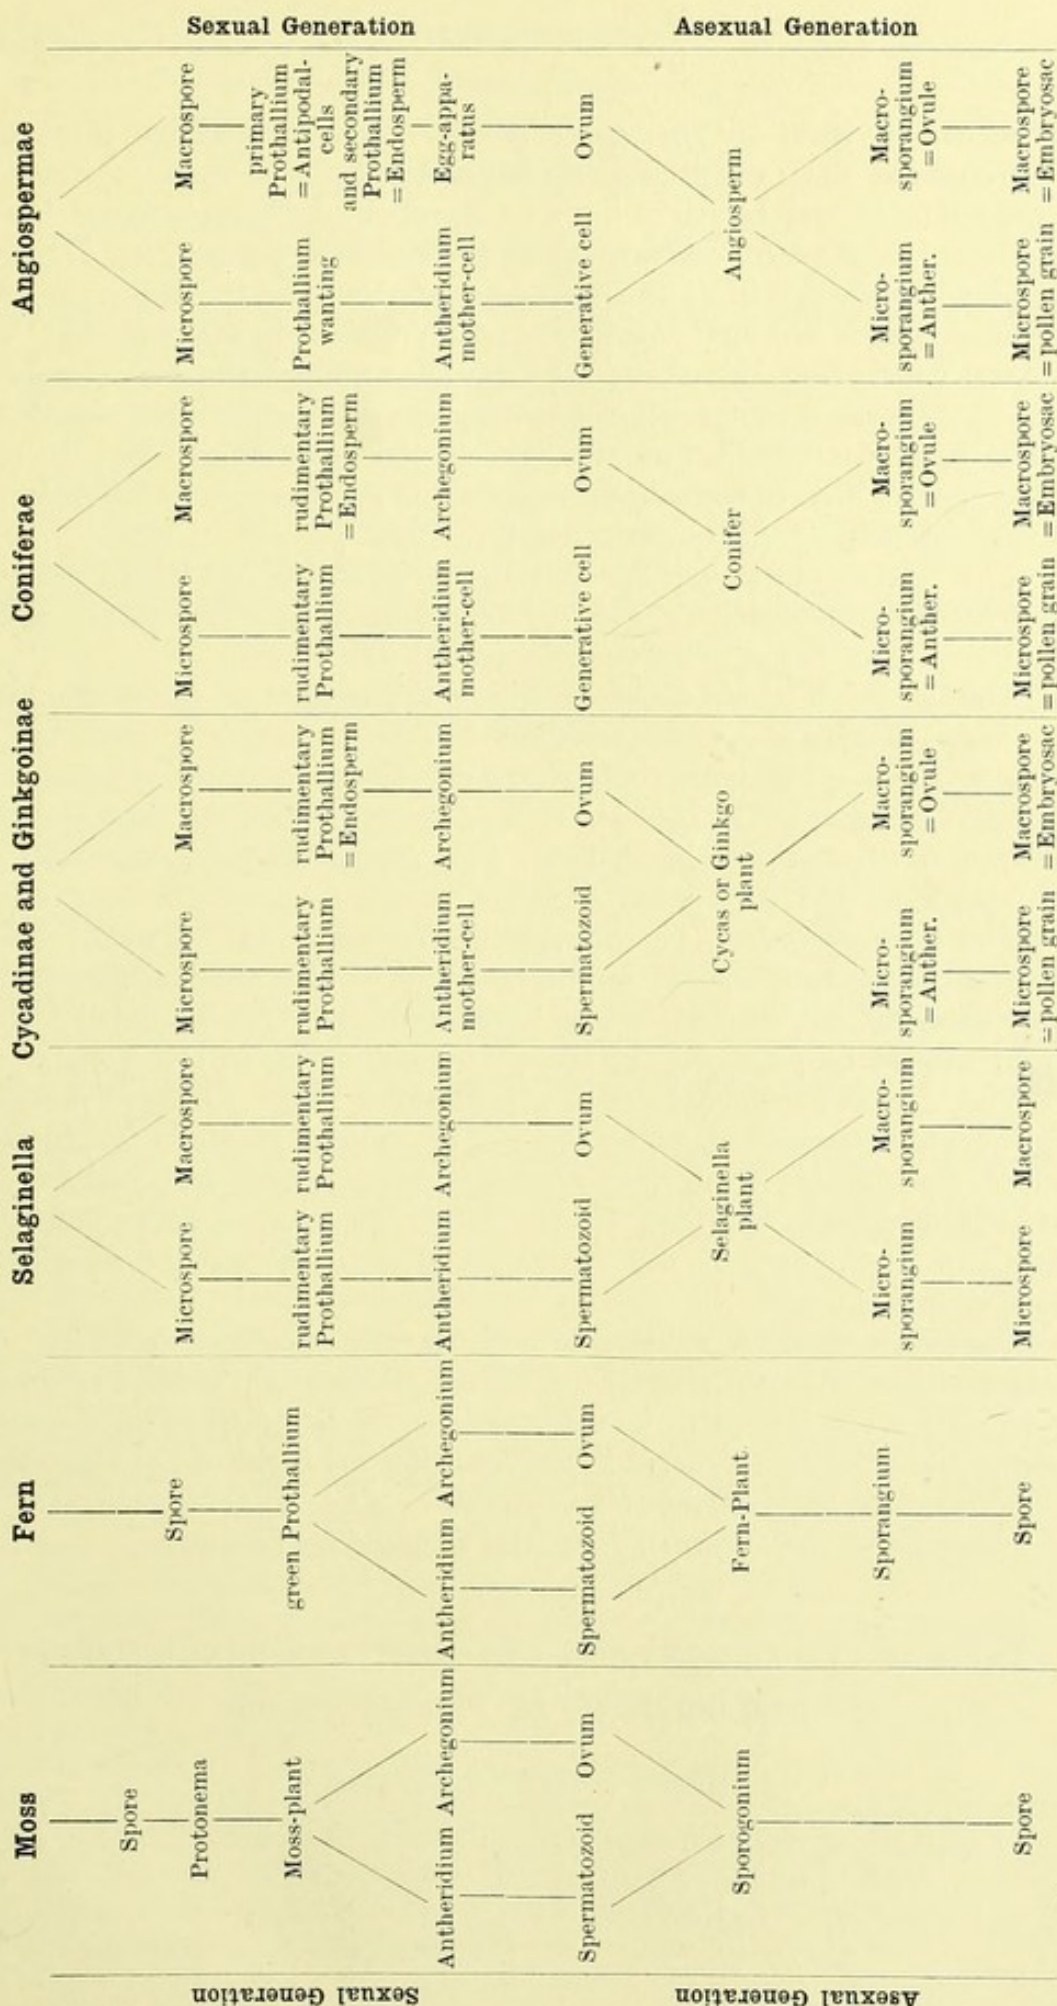 Sexual Generation
Asexual Generation
Moss
Spore
Protonema
Moss-plant
Antheridium Archegonium
Spermatozoid Ovum
Sporogonium
Spore
Fern
Spore
green Prothallium
Antheridium Archegonium
Spermatozoid Ovum
Fern-Plant
Sporangium
Spore
Selaginella
Microspore Macrospore
rudimentary rudimentary
Prothallium Prothallium
Antheridium Archegonium
Spermatozoid Ovum
Selaginella
plant
Micro- Macro-
sporangium sporangium
Microspore Macrospore
Cycadinae and Ginkgoinae
Microspore Macrospore
rudimentary rudimentary
Prothallium Prothallium
= Endosperm
Antheridium Archegonium
mother-cell
Spermatozoid Ovum
Cycas or Ginkgo
plant
Micro- Macro-
sporangium sporangium
= Anther. = Ovule
Microspore Macrospore
= pollen grain = Embryosac
Coniferae
Microspore Macrospore
rudimentary rudimentary
Prothallium Prothallium
= Endosperm
Antheridium Archegonium
mother-cell
Generative cell Ovum
Conifer
Micro- Macro-
sporangium sporangium
= Anther. = Ovule
Microspore Macrospore
= pollen grain = Embryosac
Angiospermae
Microspore Macrospore
Prothallium
wanting
primary
Prothallium
= Antipodal-
cells
and secondary
Prothallium
= Endosperm
Antheridium Egg-appa-
mother-cell ratus
Generative cell Ovum
Angiosperm
Micro- Macro-
sporangium sporangium
= Anther. = Ovule
Microspore Macrospore
= pollen grain = Embryosac
Sexual Generation
Asexual Generation